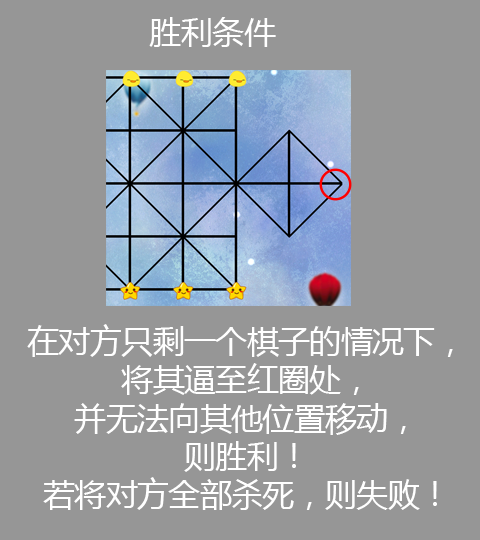 胜利条件
在对方只剩一个棋子的情况下，
将其逼至红圈处，
并无法向其他位置移动，
则胜利！
若将对方全部杀死，则失败！